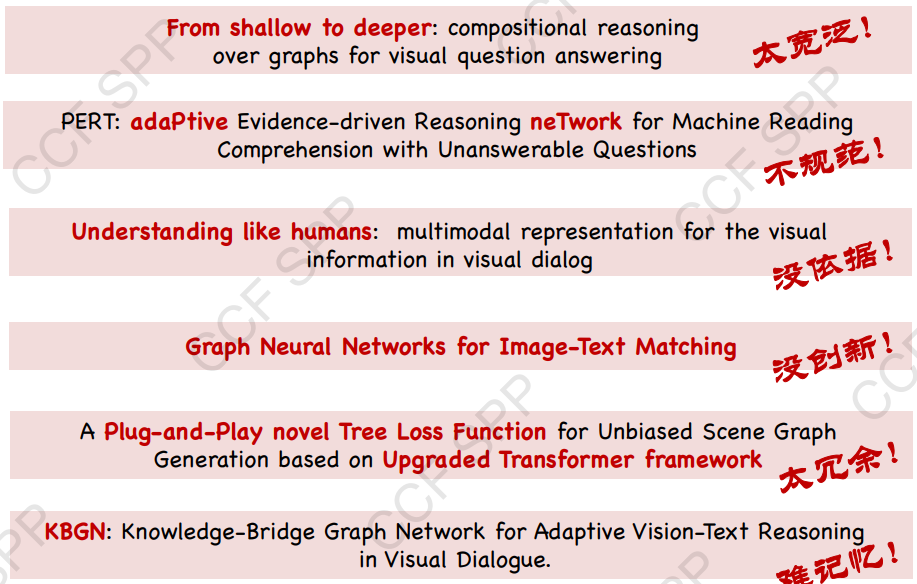 From shallow to deeper: compositional reasoning
over graphs for visual question answering
太宽泛!
PERT: adaPtive Evidence-driven Reasoning neTwork for Machine Reading
Comprehension with Unanswerable Questions
不规范!
Understanding like humans: multimodal representation for the visual
information in visual dialog
没依据!
Graph Neural Networks for Image-Text Matching
没创新!
A Plug-and-Play novel Tree Loss Function for Unbiased Scene Graph
Generation based on Upgraded Transformer framework
太冗余!
KBGN: Knowledge-Bridge Graph Network for Adaptive Vision-Text Reasoning
in Visual Dialogue.
难记忆!
CCF SPP
CCF SPP
CCF SPP
CCF SPP
CCF SPP